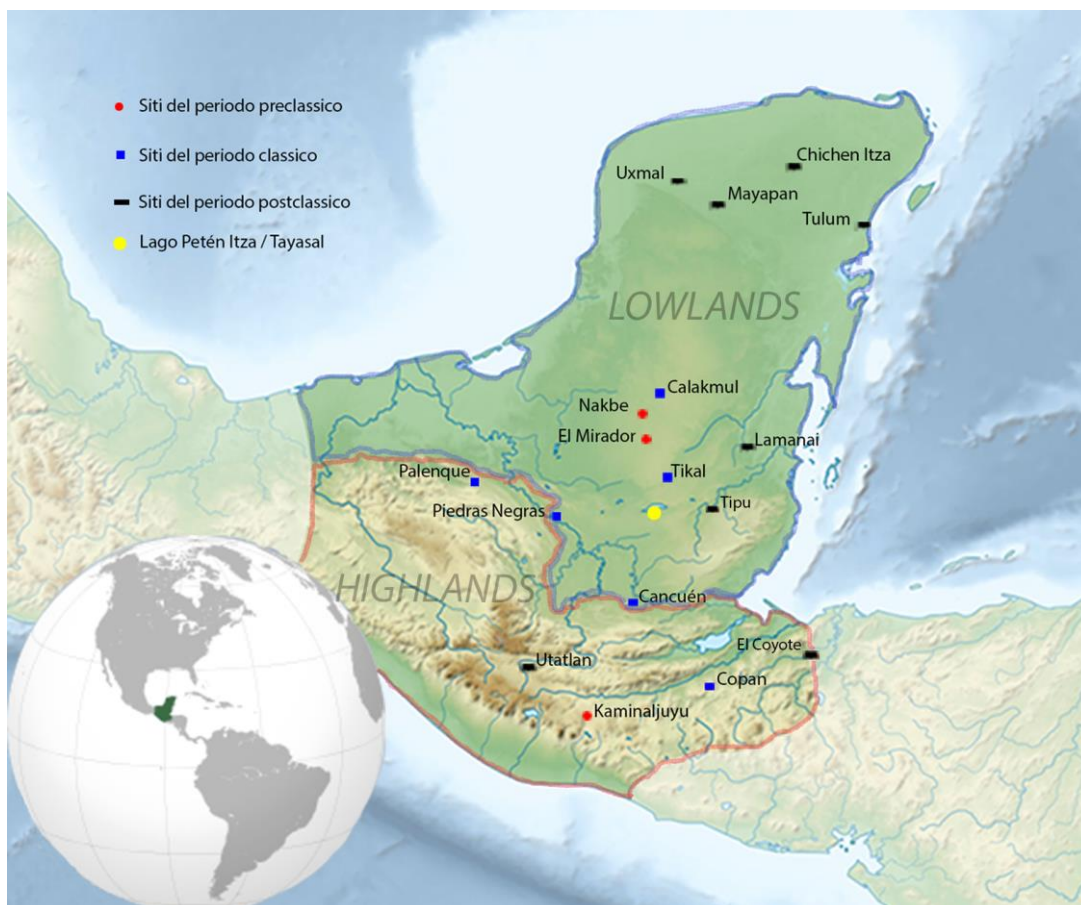 Siti del periodo preclassico
Siti del periodo classico
Siti del periodo postclassico
Lago Petén Itza / Tayasal
Chichen Itza
Uxmal
Mayapan
Tulum
LOWLANDS
Calakmul
Nakbe
El Mirador
Lamanai
Palenque
Tikal
Piedras Negras
Tipu
HIGHLANDS
Cancuén
El Coyote
Utatlan
Copan
Kaminaljuyu